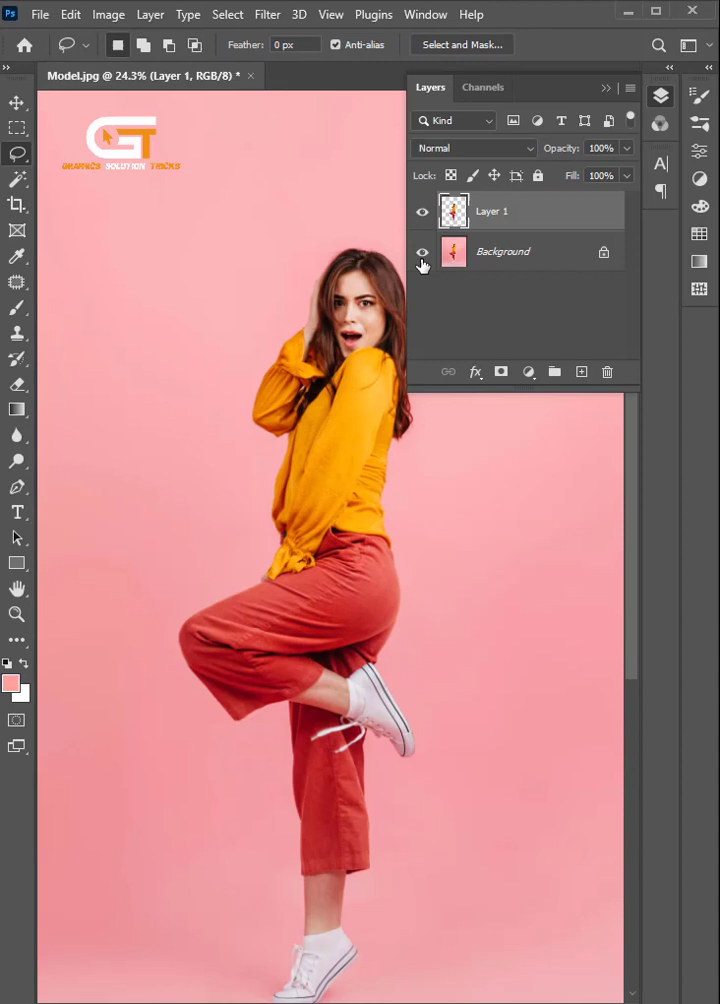 Ps File Edit Image Layer Type Select Filter 3D View Plugins Window Help
Feather: 0 px Anti-alias Select and Mask...
Model.jpg @ 24.3% (Layer 1, RGB/8) * ×
Layers Channels
Kind
Normal Opacity: 100%
Lock: Fill: 100%
Layer 1
Background
fx
GT
GRAPHICS SOLUTION TRICKS